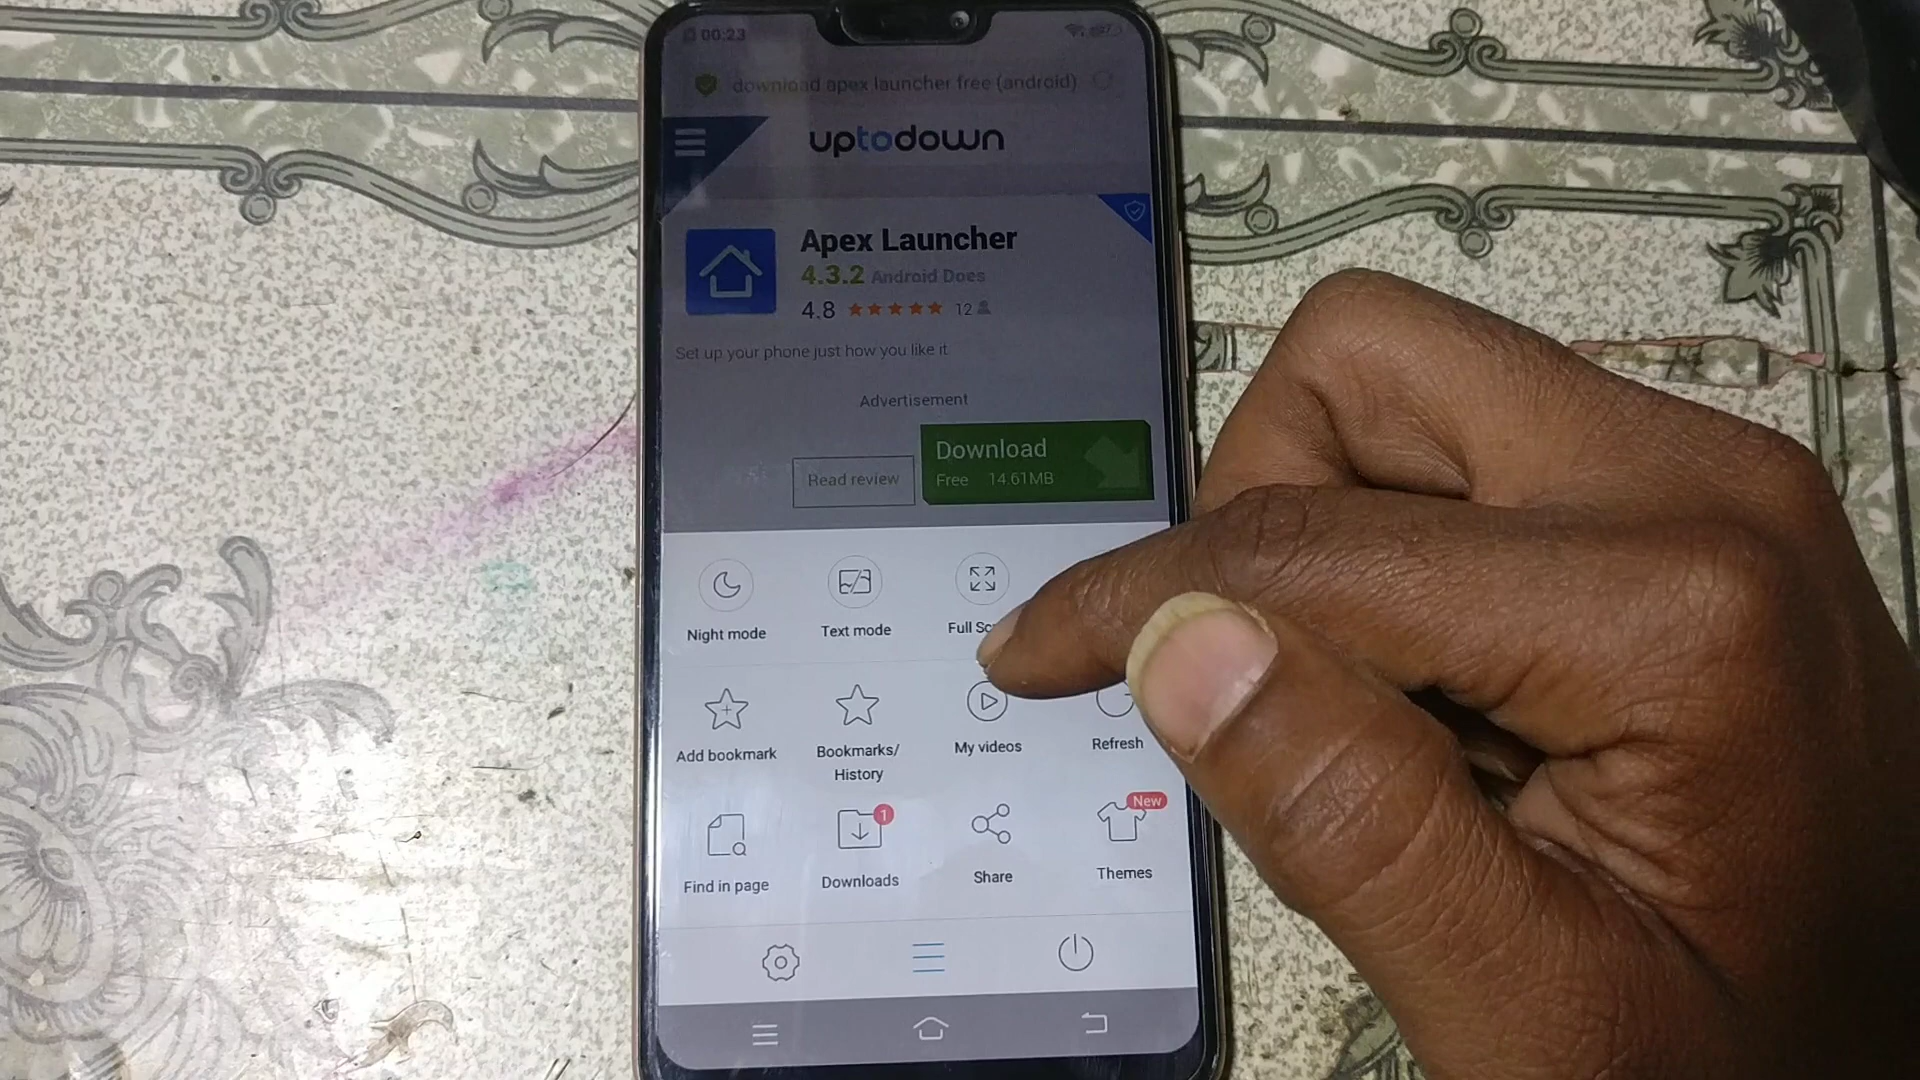 00:23
download apex launcher free (android)
uptodown
Apex Launcher
4.3.2 Android Does
4.8 12
Set up your phone just how you like it
Advertisement
Download
Read review
Free 14.61MB
Night mode
Text mode
Full
Add bookmark
Bookmarks/
History
My videos
Refresh
1
New
Find in page
Downloads
Share
Themes